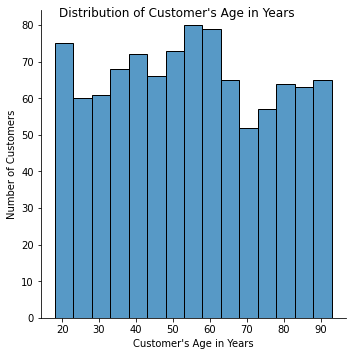 Distribution of Customer's Age in Years
80
70
60
50
40
30
20
10
0
Number of Customers
20 30 40 50 60 70 80 90
Customer's Age in Years